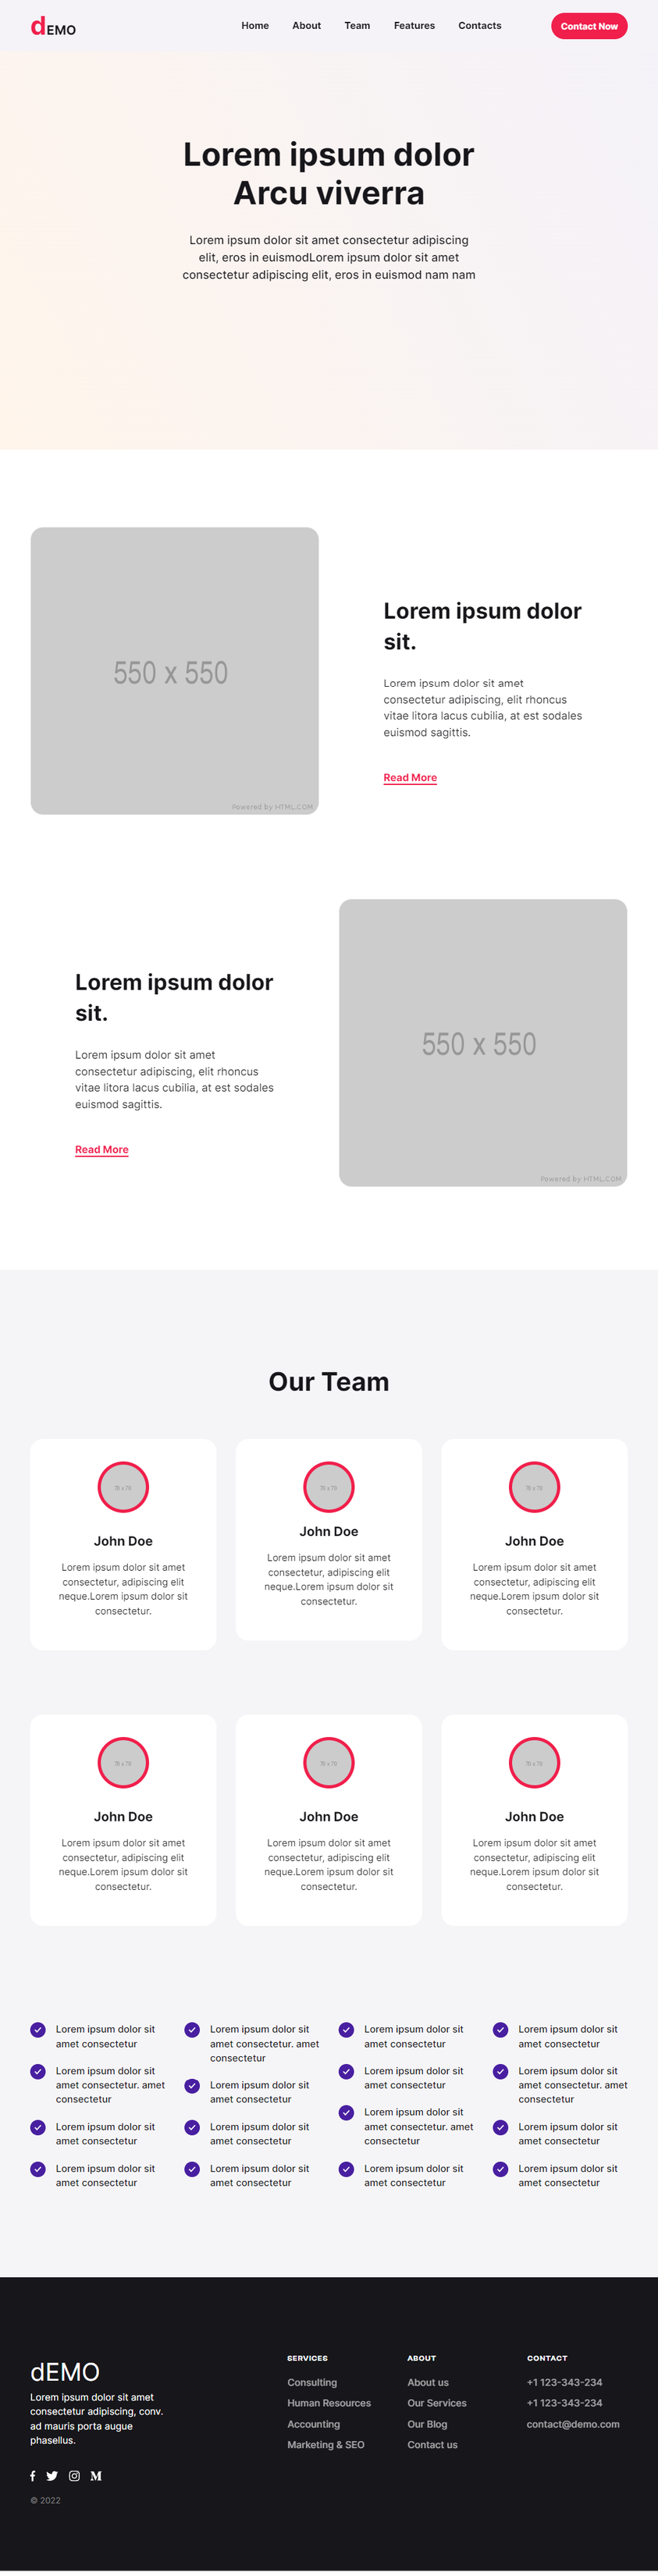 dEMO
Home About Team Features Contacts Contact Now
Lorem ipsum dolor
Arcu viverra
Lorem ipsum dolor sit amet consectetur adipiscing
elit, eros in euismodLorem ipsum dolor sit amet
consectetur adipiscing elit, eros in euismod nam nam
550 x 550
Powered by HTML.COM
Lorem ipsum dolor
sit.
Lorem ipsum dolor sit amet
consectetur adipiscing, elit rhoncus
vitae litora lacus cubilia, at est sodales
euismod sagittis.
Read More
Lorem ipsum dolor
sit.
Lorem ipsum dolor sit amet
consectetur adipiscing, elit rhoncus
vitae litora lacus cubilia, at est sodales
euismod sagittis.
Read More
550 x 550
Powered by HTML.COM
Our Team
70 x 70
John Doe
Lorem ipsum dolor sit amet
consectetur, adipiscing elit
neque.Lorem ipsum dolor sit
consectetur.
70 x 70
John Doe
Lorem ipsum dolor sit amet
consectetur, adipiscing elit
neque.Lorem ipsum dolor sit
consectetur.
70 x 70
John Doe
Lorem ipsum dolor sit amet
consectetur, adipiscing elit
neque.Lorem ipsum dolor sit
consectetur.
70 x 70
John Doe
Lorem ipsum dolor sit amet
consectetur, adipiscing elit
neque.Lorem ipsum dolor sit
consectetur.
70 x 70
John Doe
Lorem ipsum dolor sit amet
consectetur, adipiscing elit
neque.Lorem ipsum dolor sit
consectetur.
70 x 70
John Doe
Lorem ipsum dolor sit amet
consectetur, adipiscing elit
neque.Lorem ipsum dolor sit
consectetur.
Lorem ipsum dolor sit
amet consectetur
Lorem ipsum dolor sit
amet consectetur. amet
consectetur
Lorem ipsum dolor sit
amet consectetur
Lorem ipsum dolor sit
amet consectetur
Lorem ipsum dolor sit
amet consectetur. amet
consectetur
Lorem ipsum dolor sit
amet consectetur
Lorem ipsum dolor sit
amet consectetur
Lorem ipsum dolor sit
amet consectetur
Lorem ipsum dolor sit
amet consectetur
Lorem ipsum dolor sit
amet consectetur
Lorem ipsum dolor sit
amet consectetur. amet
consectetur
Lorem ipsum dolor sit
amet consectetur
Lorem ipsum dolor sit
amet consectetur
Lorem ipsum dolor sit
amet consectetur. amet
consectetur
Lorem ipsum dolor sit
amet consectetur
Lorem ipsum dolor sit
amet consectetur
dEMO
Lorem ipsum dolor sit amet
consectetur adipiscing, conv.
ad mauris porta augue
phasellus.
© 2022
SERVICES
Consulting
Human Resources
Accounting
Marketing & SEO
ABOUT
About us
Our Services
Our Blog
Contact us
CONTACT
+1 123-343-234
+1 123-343-234
contact@demo.com